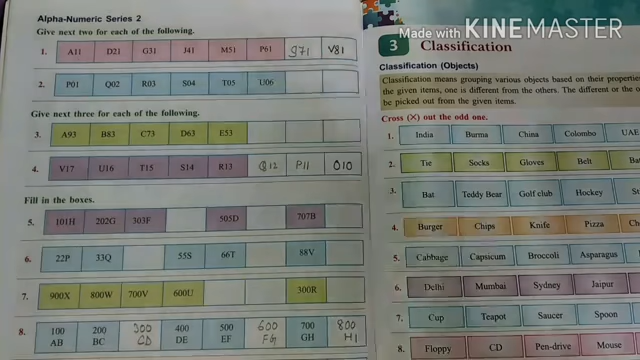 Made with KINEMASTER
Alpha-Numeric Series 2
Give next two for each of the following.
1. A11 D21 G31 J41 M51 P61 S71 V81
2. P01 Q02 R03 S04 T05 U06
Give next three for each of the following.
3. A93 B83 C73 D63 E53
4. V17 U16 T15 S14 R13 Q12 P11 O10
Fill in the boxes.
5. 101H 202G 303F 505D 707B
6. 22P 33Q 55S 66T 88V
7. 900X 800W 700V 600U 300R
8. 100 200 300 400 500 600 700 800
AB BC CD DE EF FG GH HI
3 Classification
Classification (Objects)
Classification means grouping various objects based on their
the given items, one is different from the others. The different or the
be picked out from the given items.
Cross (X) out the odd one.
1. India Burma China Colombo UAE
2. Tie Socks Gloves Belt
3. Bat Teddy Bear Golf club Hockey
4. Burger Chips Knife Pizza
5. Cabbage Capsicum Broccoli Asparagus
6. Delhi Mumbai Sydney Jaipur
7. Cup Teapot Saucer Spoon
8. Floppy CD Pen-drive Mouse